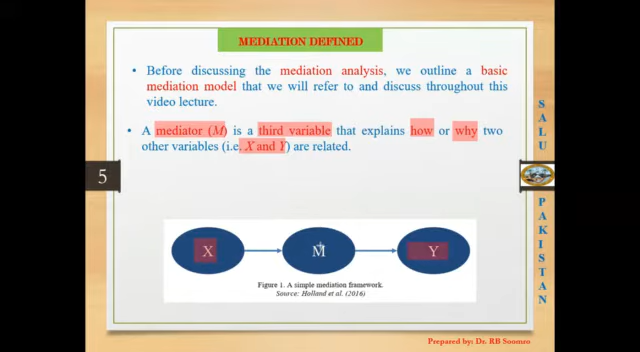 MEDIATION DEFINED
• Before discussing the mediation analysis, we outline a basic
mediation model that we will refer to and discuss throughout this
video lecture.
• A mediator (M) is a third variable that explains how or why two
other variables (i.e. X and Y) are related.
5
SALU
PAKISTAN
X M Y
Figure 1. A simple mediation framework.
Source: Holland et al. (2016)
Prepared by: Dr. RB Soomro